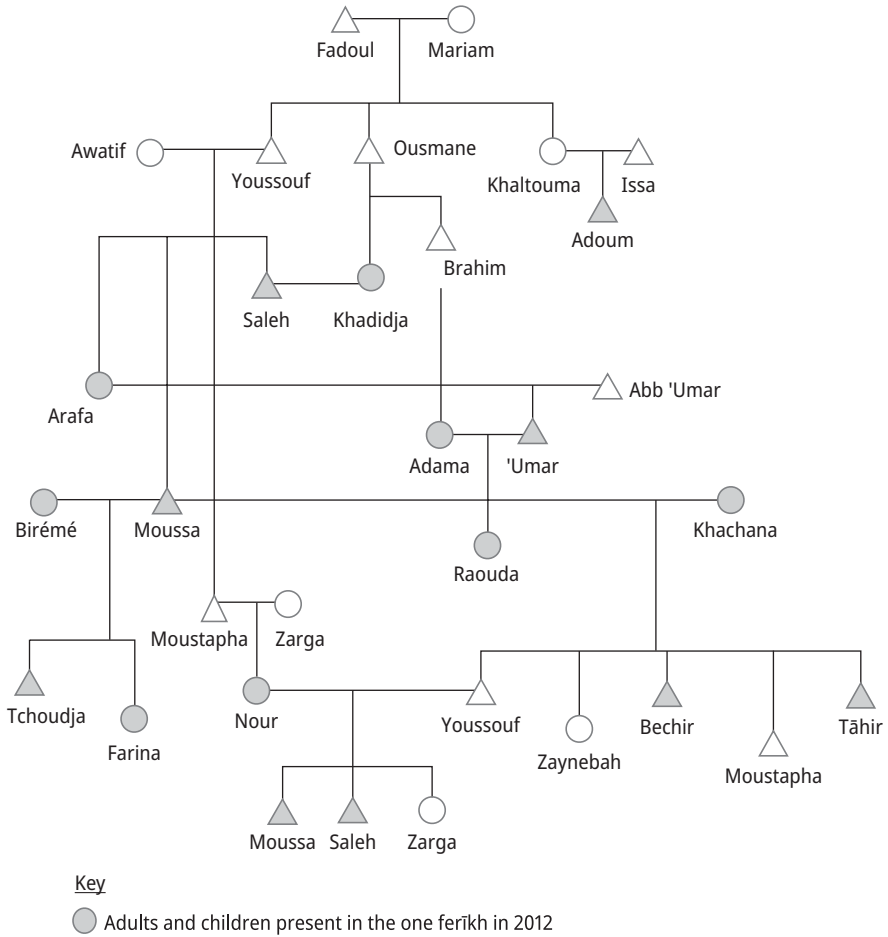 Fadoul Mariam
Awatif Ousmane
Youssouf Khaltouma Issa
Adoum
Brahim
Saleh Khadidja
Abb 'Umar
Arafa
Adama 'Umar
Birémé Moussa Khachana
Raouda
Moustapha Zarga
Tchoudja Nour Youssouf Bechir Tāhir
Farina Zaynebah
Moustapha
Moussa Saleh Zarga
Key
Adults and children present in the one ferīkh in 2012